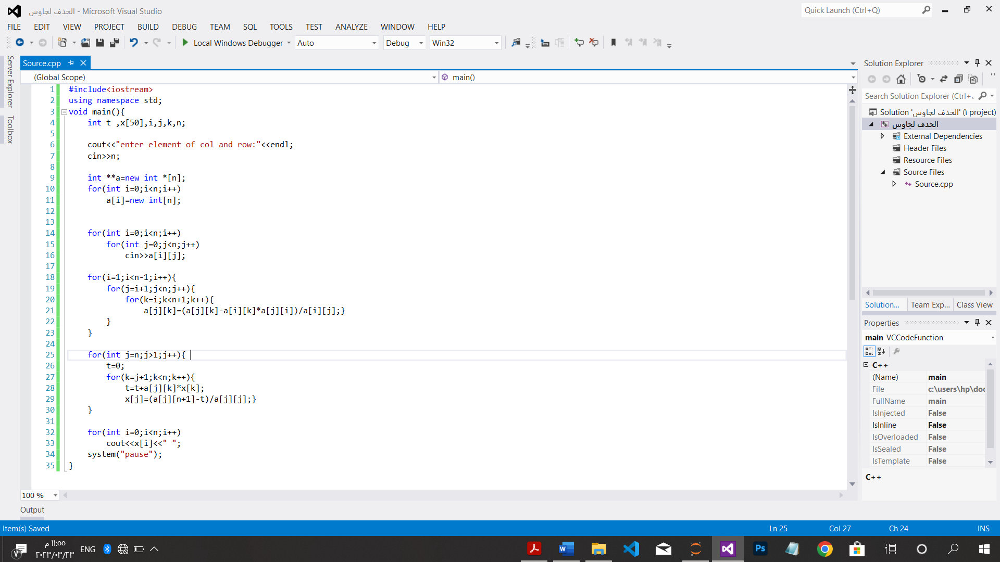 الحذف لجاوس - Microsoft Visual Studio
Quick Launch (Ctrl+Q)
FILE EDIT VIEW PROJECT BUILD DEBUG TEAM SQL TOOLS TEST ANALYZE WINDOW HELP
Local Windows Debugger Auto Debug Win32
Server Explorer
Toolbox
Source.cpp
(Global Scope) main()
1 #include<iostream>
2 using namespace std;
3 void main(){
4 int t ,x[50],i,j,k,n;
5
6 cout<<"enter element of col and row:"<<endl;
7 cin>>n;
8
9 int **a=new int *[n];
10 for(int i=0;i<n;i++)
11 a[i]=new int[n];
12
13
14 for(int i=0;i<n;i++)
15 for(int j=0;j<n;j++)
16 cin>>a[i][j];
17
18 for(i=1;i<n-1;i++){
19 for(j=i+1;j<n;j++){
20 for(k=i;k<n+1;k++){
21 a[j][k]=(a[j][k]-a[i][k]*a[j][i])/a[i][j];}
22 }
23 }
24
25 for(int j=n;j>1;j++){
26 t=0;
27 for(k=j+1;k<n;k++){
28 t=t+a[j][k]*x[k];
29 x[j]=(a[j][n+1]-t)/a[j][j];}
30 }
31
32 for(int i=0;i<n;i++)
33 cout<<x[i]<<" ";
34 system("pause");
35 }
100 %
Output
Solution Explorer
Search Solution Explorer (Ctrl+
Solution 'الحذف لجاوس' (١ project)
الحذف لجاوس
External Dependencies
Header Files
Resource Files
Source Files
Source.cpp
Solution... Team Exp... Class View
Properties
main VCCodeFunction
C++
(Name) main
File c:\users\hp\doc
FullName main
IsInjected False
IsInline False
IsOverloaded False
IsSealed False
IsTemplate False
C++
Item(s) Saved Ln 25 Col 27 Ch 24 INS
٧ ١١:٥٥ م
٢٠٢٣/٠٣/٢٣
ENG
W
Ps